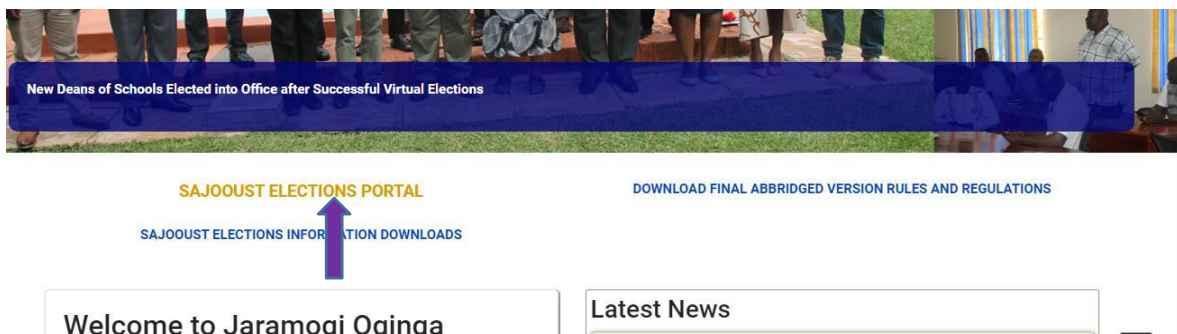 New Deans of Schools Elected into Office after Successful Virtual Elections
SAJOOUST ELECTIONS PORTAL
DOWNLOAD FINAL ABBRIDGED VERSION RULES AND REGULATIONS
SAJOOUST ELECTIONS DOWNLOADS
Latest News
Welcome to Jaramogi Oginga